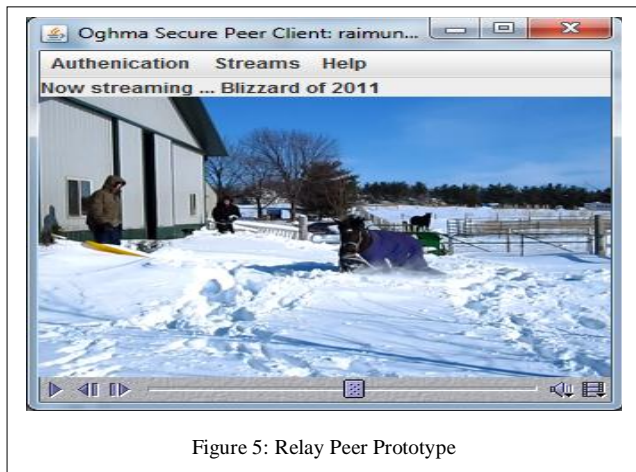 Oghma Secure Peer Client: raimun...
Authenication Streams Help
Now streaming ... Blizzard of 2011
Figure 5: Relay Peer Prototype